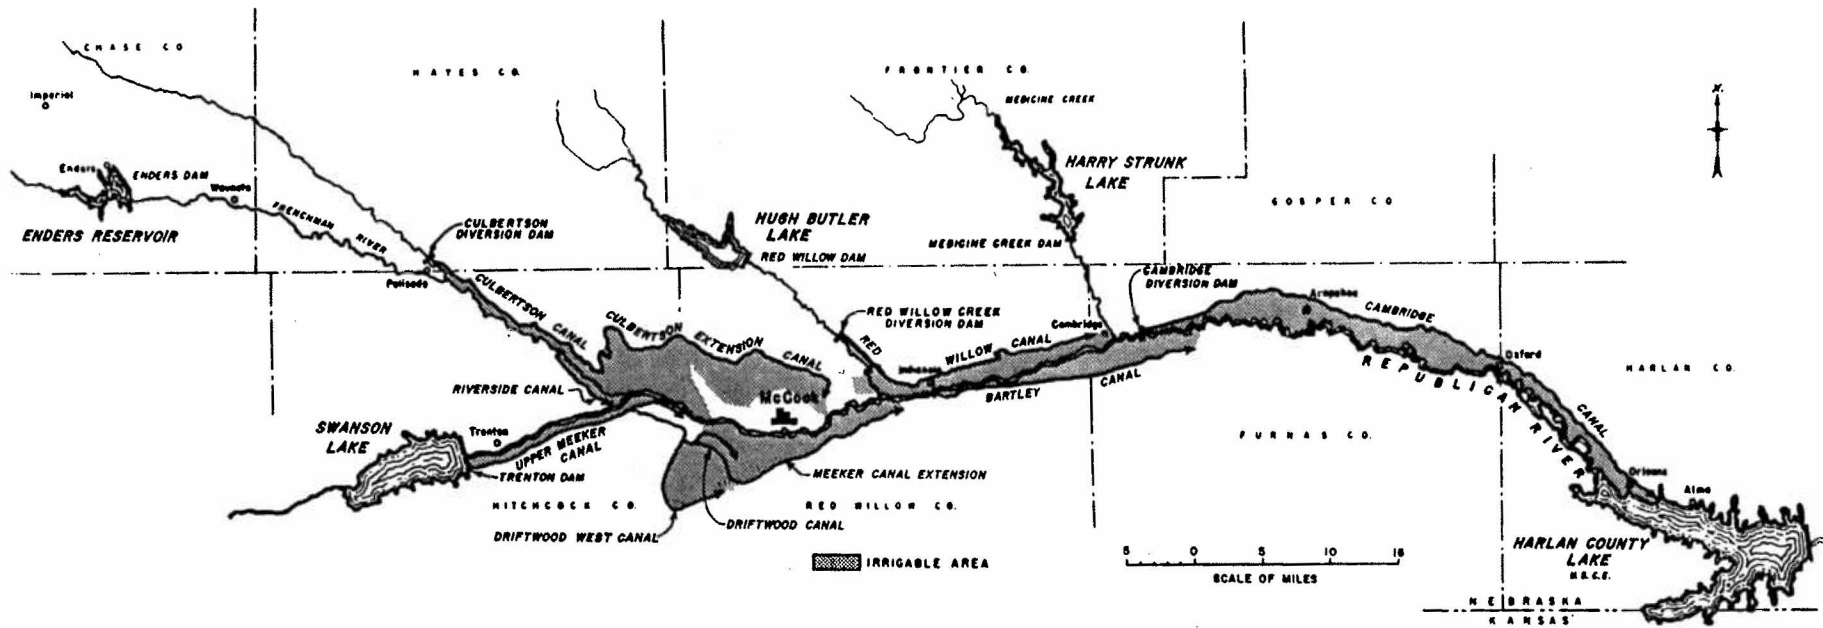 CHASE CO
HAYES CO.
FRONTIER CO.
MEDICINE CREEK
Imperial
N.
Enders
ENDERS DAM
Wauneta
FRENCHMAN RIVER
ENDERS RESERVOIR
CULBERTSON
DIVERSION DAM
Palisade
HUGH BUTLER
LAKE
RED WILLOW DAM
HARRY STRUNK
LAKE
MEDICINE CREEK DAM
GOSPER CO
CAMBRIDGE
DIVERSION DAM
CULBERTSON CANAL
CULBERTSON EXTENSION CANAL
RED WILLOW CREEK
DIVERSION DAM
Cambridge
Arapahoe
CAMBRIDGE CANAL
RED WILLOW CANAL
Indianola
BARTLEY CANAL
Oxford
HARLAN CO.
REPUBLICAN RIVER
RIVERSIDE CANAL
McCook
SWANSON
LAKE
Trenton
UPPER MEEKER
CANAL
TRENTON DAM
FURNAS CO.
MEEKER CANAL EXTENSION
Orleans
Alma
HITCHCOCK CO.
RED WILLOW CO.
DRIFTWOOD CANAL
DRIFTWOOD WEST CANAL
IRRIGABLE AREA
5 0 5 10 15
SCALE OF MILES
HARLAN COUNTY
LAKE
NEBRASKA
KANSAS